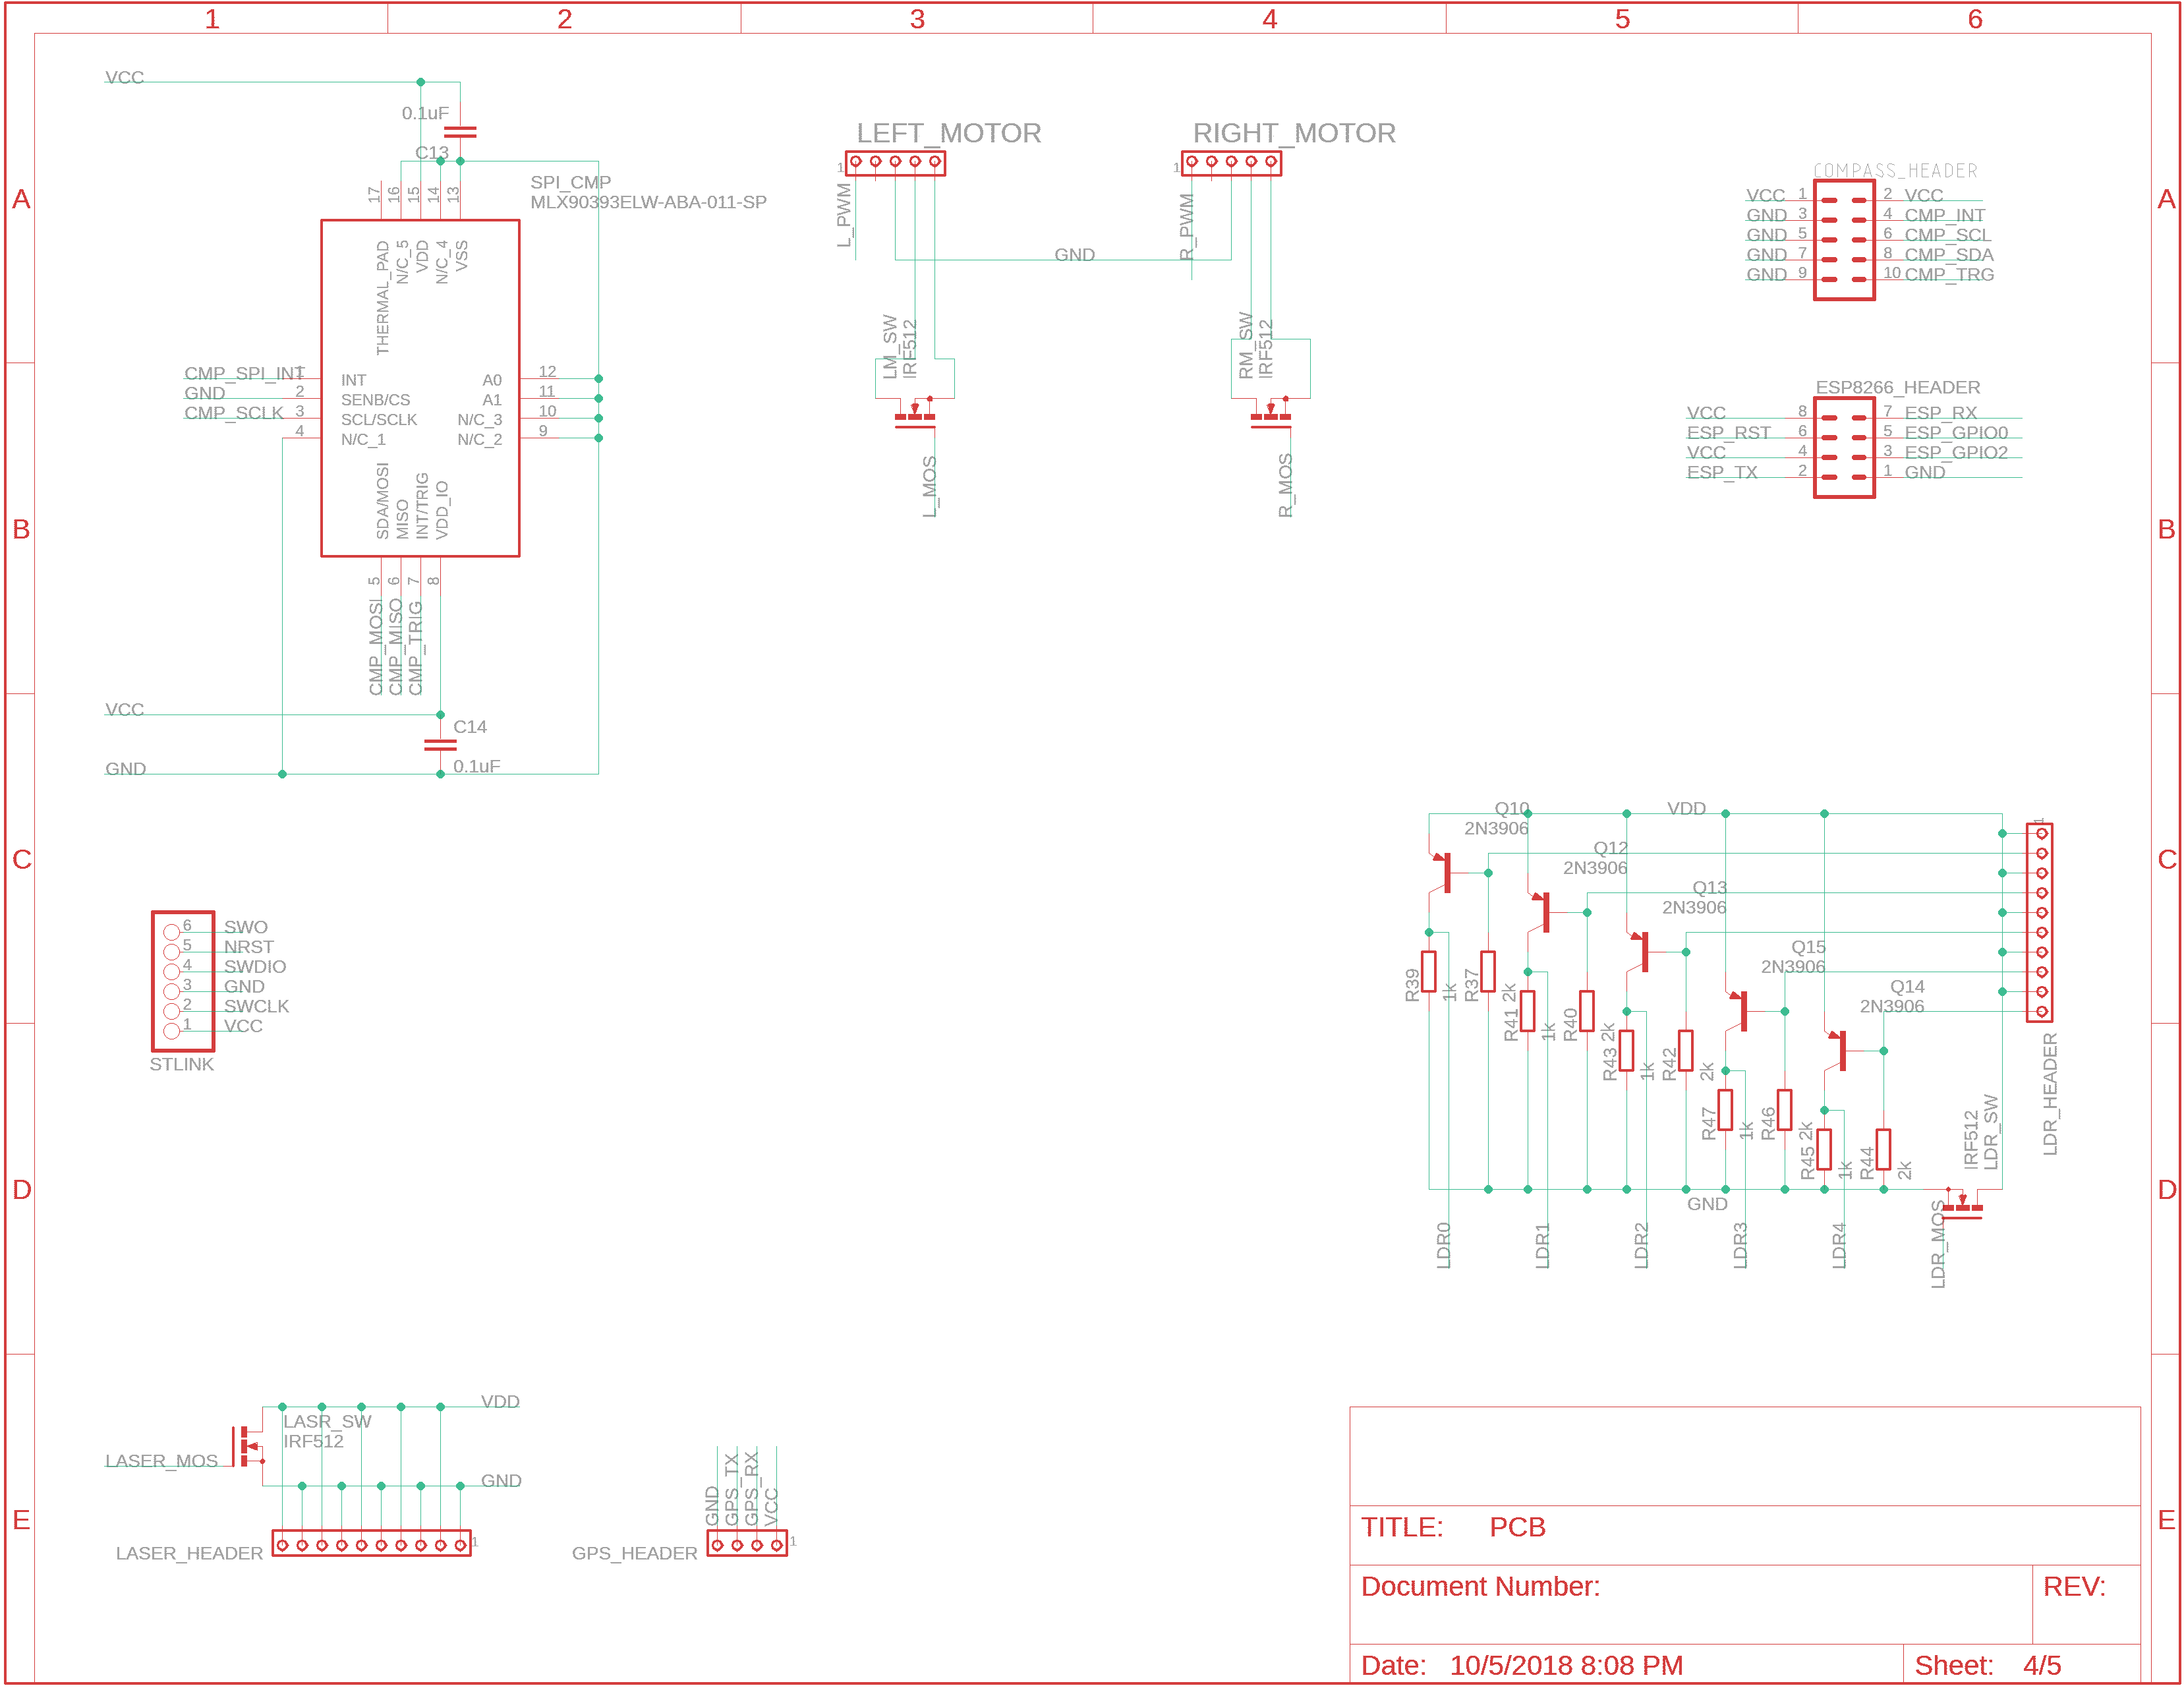 1 2 3 4 5 6
A
B
C
D
E
A
B
C
D
E
VCC
0.1uF
C13
17 16 15 14 13
SPI_CMP
MLX90393ELW-ABA-011-SP
THERMAL_PAD
N/C_5
VDD
N/C_4
VSS
CMP_SPI_INT 1 INT
GND 2 SENB/CS
CMP_SCLK 3 SCL/SCLK
4 N/C_1
A0 12
A1 11
N/C_3 10
N/C_2 9
SDA/MOSI
MISO
INT/TRIG
VDD_IO
5 6 7 8
CMP_MOSI
CMP_MISO
CMP_TRIG
VCC
C14
0.1uF
GND
LEFT_MOTOR
1
L_PWM
GND
LM_SW
IRF512
L_MOS
RIGHT_MOTOR
1
R_PWM
RM_SW
IRF512
R_MOS
COMPASS_HEADER
VCC 1 2 VCC
GND 3 4 CMP_INT
GND 5 6 CMP_SCL
GND 7 8 CMP_SDA
GND 9 10 CMP_TRG
ESP8266_HEADER
VCC 8 7 ESP_RX
ESP_RST 6 5 ESP_GPIO0
VCC 4 3 ESP_GPIO2
ESP_TX 2 1 GND
6 SWO
5 NRST
4 SWDIO
3 GND
2 SWCLK
1 VCC
STLINK
VDD
Q10
2N3906
Q12
2N3906
Q13
2N3906
Q15
2N3906
Q14
2N3906
R39
1k
R37
2k
R41
1k
R40
2k
R43
1k
R42
2k
R47
1k
R46
2k
R45
1k
R44
2k
GND
LDR0
LDR1
LDR2
LDR3
LDR4
IRF512
LDR_SW
LDR_MOS
1
LDR_HEADER
VDD
LASR_SW
IRF512
LASER_MOS
GND
LASER_HEADER
1
GND
GPS_TX
GPS_RX
VCC
GPS_HEADER
1
TITLE: PCB
Document Number:
REV:
Date: 10/5/2018 8:08 PM
Sheet: 4/5